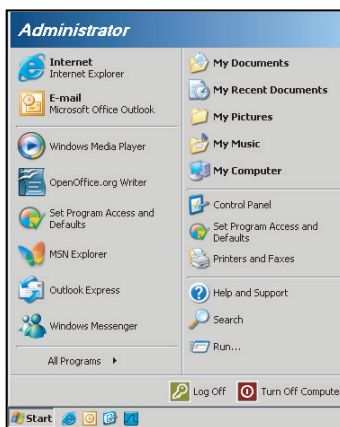 Administrator
Internet
Internet Explorer
E-mail
Microsoft Office Outlook
Windows Media Player
OpenOffice.org Writer
Set Program Access and
Defaults
MSN Explorer
Outlook Express
Windows Messenger
All Programs
My Documents
My Recent Documents
My Pictures
My Music
My Computer
Control Panel
Set Program Access and
Defaults
Printers and Faxes
Help and Support
Search
Run...
Log Off
Turn Off Compute
Start